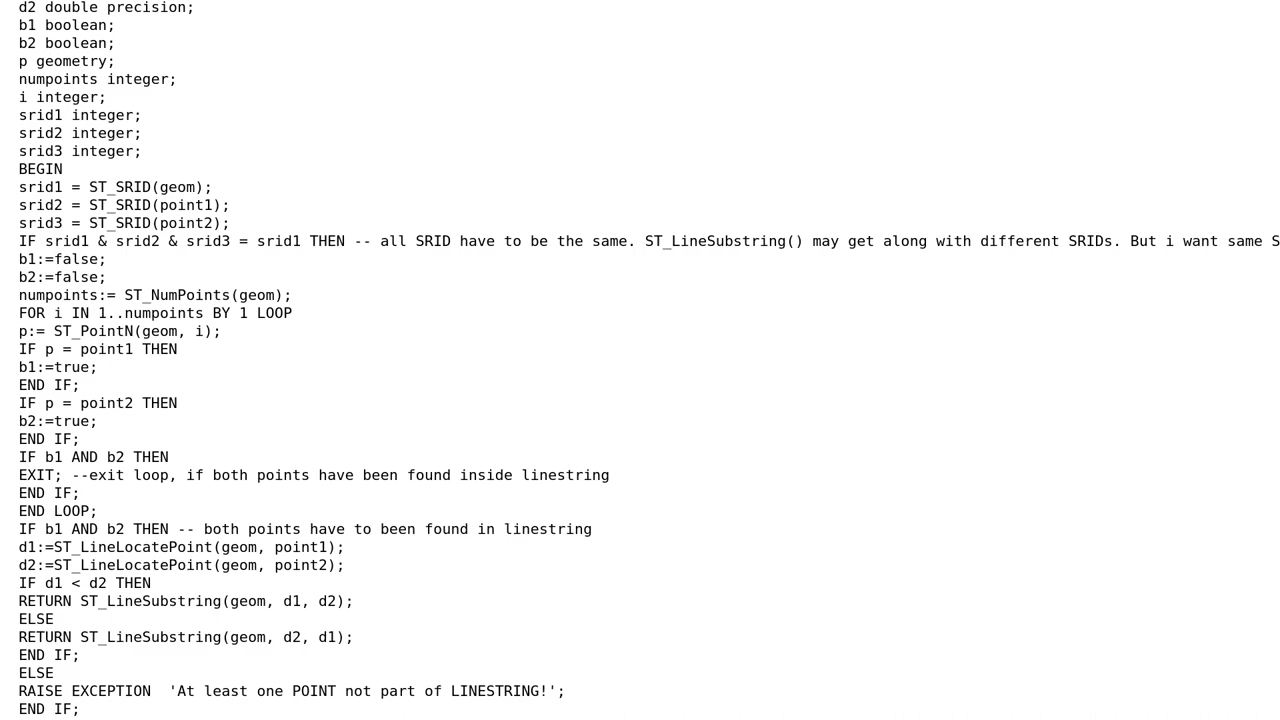 d2 double precision;
b1 boolean;
b2 boolean;
p geometry;
numpoints integer;
i integer;
srid1 integer;
srid2 integer;
srid3 integer;
BEGIN
srid1 = ST_SRID(geom);
srid2 = ST_SRID(point1);
srid3 = ST_SRID(point2);
IF srid1 & srid2 & srid3 = srid1 THEN -- all SRID have to be the same. ST_LineSubstring() may get along with different SRIDs. But i want same S
b1:=false;
b2:=false;
numpoints:= ST_NumPoints(geom);
FOR i IN 1..numpoints BY 1 LOOP
p:= ST_PointN(geom, i);
IF p = point1 THEN
b1:=true;
END IF;
IF p = point2 THEN
b2:=true;
END IF;
IF b1 AND b2 THEN
EXIT; --exit loop, if both points have been found inside linestring
END IF;
END LOOP;
IF b1 AND b2 THEN -- both points have to been found in linestring
d1:=ST_LineLocatePoint(geom, point1);
d2:=ST_LineLocatePoint(geom, point2);
IF d1 < d2 THEN
RETURN ST_LineSubstring(geom, d1, d2);
ELSE
RETURN ST_LineSubstring(geom, d2, d1);
END IF;
ELSE
RAISE EXCEPTION  'At least one POINT not part of LINESTRING!';
END IF;